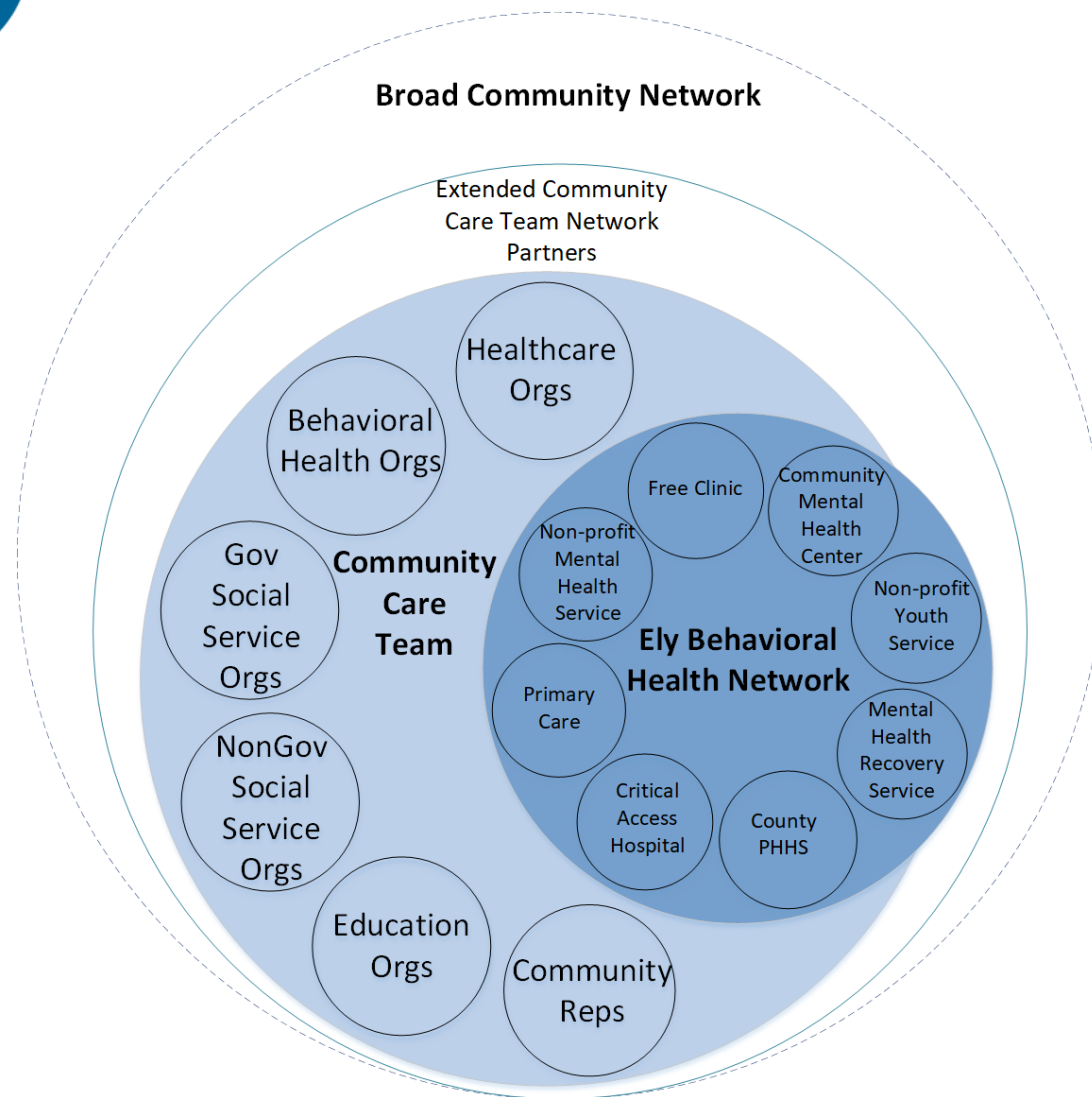 Broad Community Network
Extended Community
Care Team Network
Partners
Healthcare
Orgs
Behavioral
Health Orgs
Gov
Social
Service
Orgs
NonGov
Social
Service
Orgs
Education
Orgs
Community
Reps
Community
Care
Team
Free Clinic
Community
Mental
Health
Center
Non-profit
Mental
Health
Service
Non-profit
Youth
Service
Ely Behavioral
Health Network
Primary
Care
Mental
Health
Recovery
Service
Critical
Access
Hospital
County
PHHS